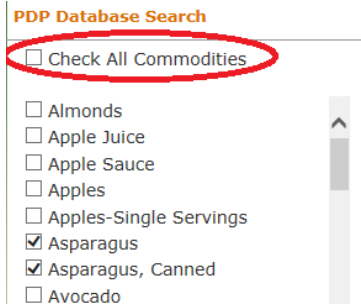 PDP Database Search
Check All Commodities
Almonds
Apple Juice
Apple Sauce
Apples
Apples-Single Servings
Asparagus
Asparagus, Canned
Avocado